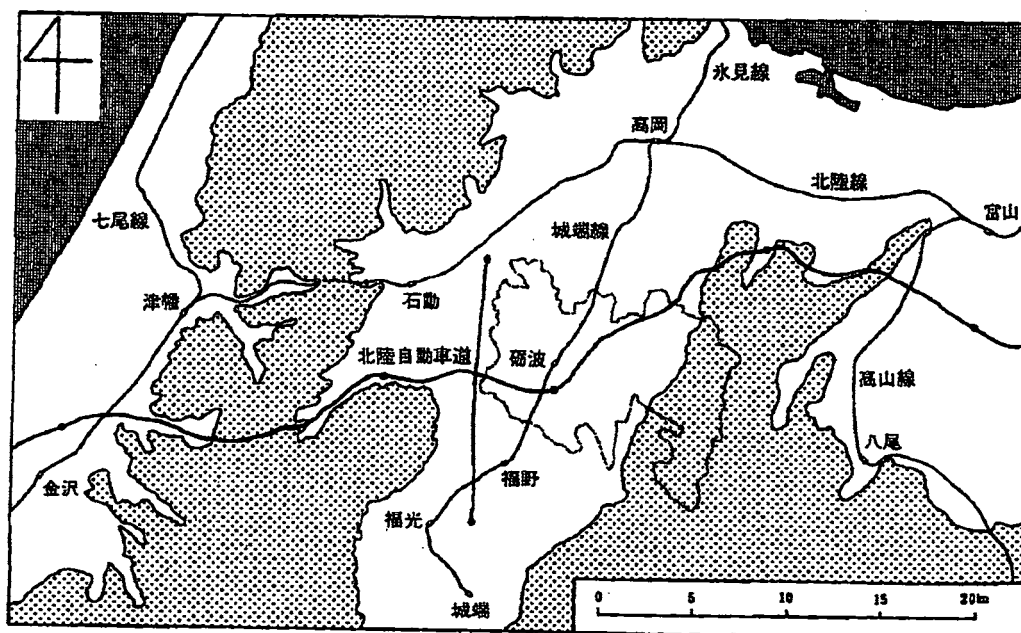 氷見線
高岡
北陸線
富山
七尾線
城端線
津幡
石動
北陸自動車道
砺波
高山線
八尾
金沢
福野
福光
城端
0 5 10 15 20km